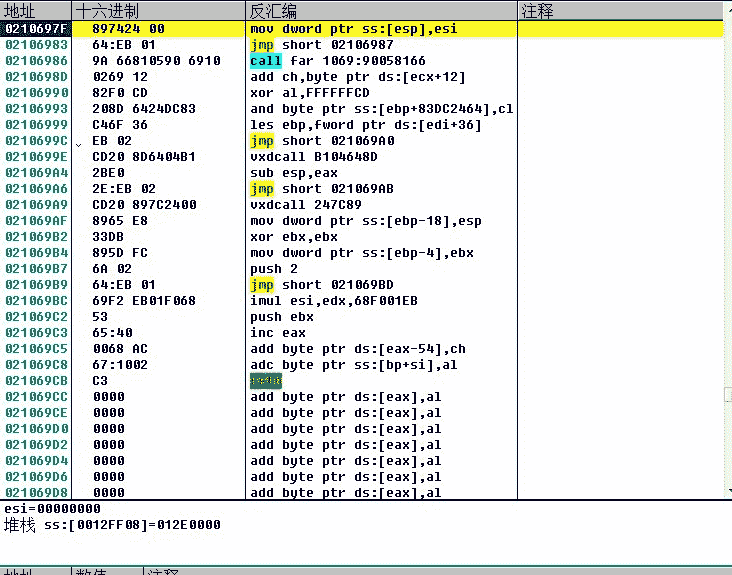 地址 十六进制 反汇编 注释
0210697F 897424 00 mov dword ptr ss:[esp],esi
02106983 64:EB 01 jmp short 02106987
02106986 9A 66810590 6910 call far 1069:90058166
0210698D 0269 12 add ch,byte ptr ds:[ecx+12]
02106990 82F0 CD xor al,FFFFFFCD
02106993 208D 6424DC83 and byte ptr ss:[ebp+83DC2464],cl
02106999 C46F 36 les ebp,fword ptr ds:[edi+36]
0210699C EB 02 jmp short 021069A0
0210699E CD20 8D6404B1 vxdcall B104648D
021069A4 2BE0 sub esp,eax
021069A6 2E:EB 02 jmp short 021069AB
021069A9 CD20 897C2400 vxdcall 247C89
021069AF 8965 E8 mov dword ptr ss:[ebp-18],esp
021069B2 33DB xor ebx,ebx
021069B4 895D FC mov dword ptr ss:[ebp-4],ebx
021069B7 6A 02 push 2
021069B9 64:EB 01 jmp short 021069BD
021069BC 69F2 EB01F068 imul esi,edx,68F001EB
021069C2 53 push ebx
021069C3 65:40 inc eax
021069C5 0068 AC add byte ptr ds:[eax-54],ch
021069C8 67:1002 adc byte ptr ss:[bp+si],al
021069CB C3
021069CC 0000 add byte ptr ds:[eax],al
021069CE 0000 add byte ptr ds:[eax],al
021069D0 0000 add byte ptr ds:[eax],al
021069D2 0000 add byte ptr ds:[eax],al
021069D4 0000 add byte ptr ds:[eax],al
021069D6 0000 add byte ptr ds:[eax],al
021069D8 0000 add byte ptr ds:[eax],al
esi=00000000
堆栈 ss:[0012FF08]=012E0000
地址 数值 注释